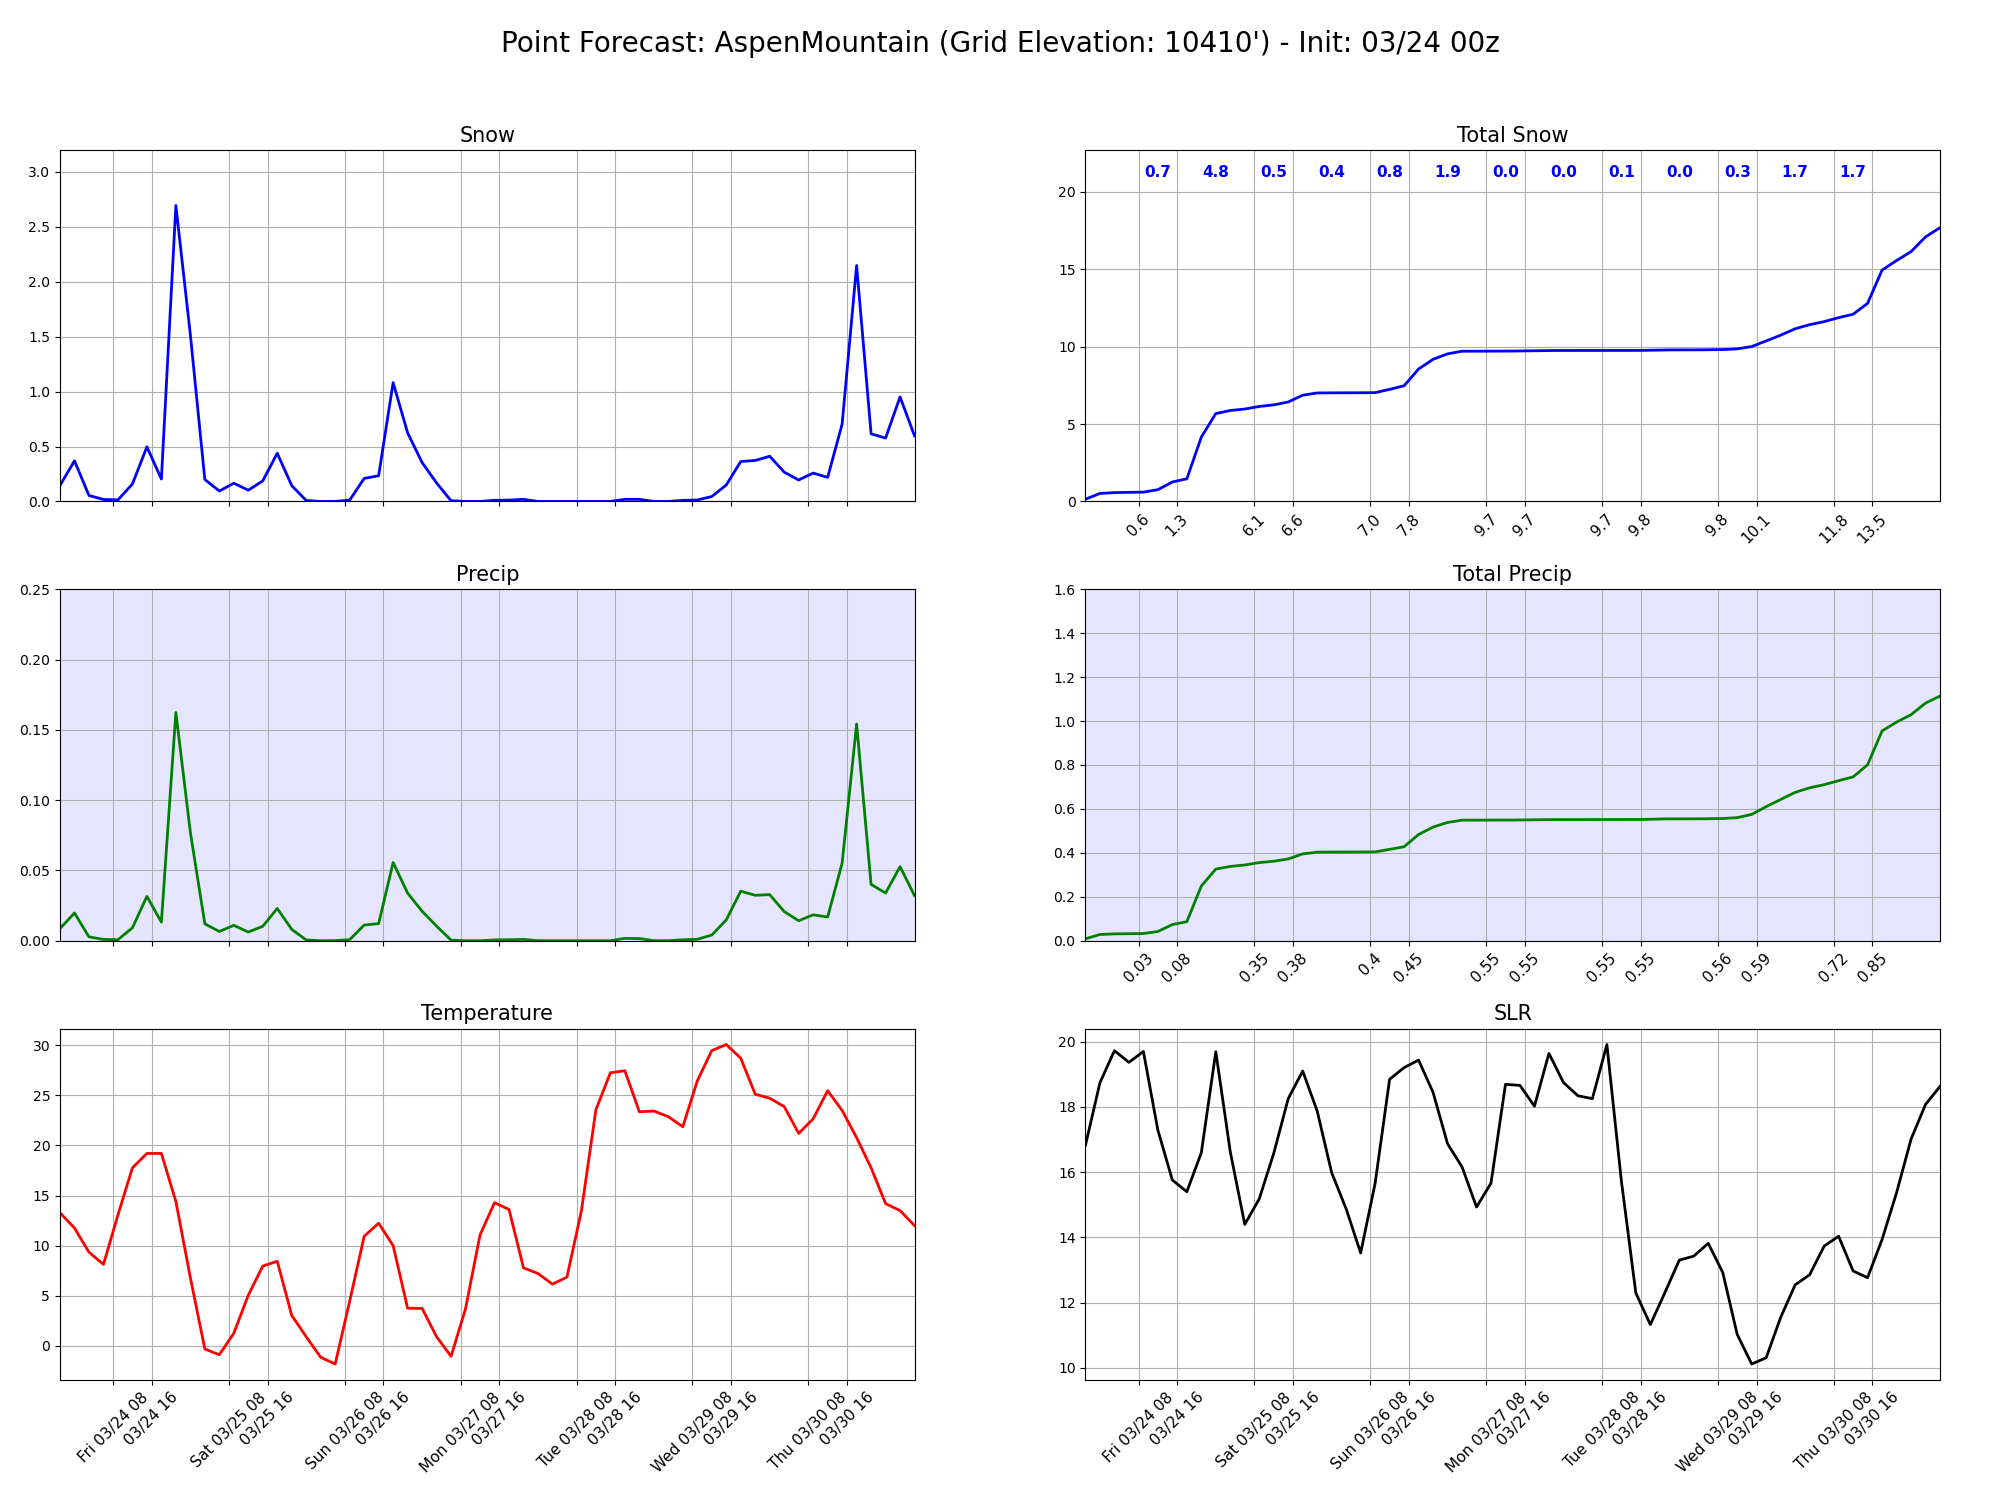 Point Forecast: AspenMountain (Grid Elevation: 10410') - Init: 03/24 00z
Snow
3.0
2.5
2.0
1.5
1.0
0.5
0.0
Total Snow
0.7 4.8 0.5 0.4 0.8 1.9 0.0 0.0 0.1 0.0 0.3 1.7 1.7
20
15
10
5
0
0.6 1.3 6.1 6.6 7.0 7.8 9.7 9.7 9.7 9.8 9.8 10.1 11.8 13.5
Precip
0.25
0.20
0.15
0.10
0.05
0.00
Total Precip
1.6
1.4
1.2
1.0
0.8
0.6
0.4
0.2
0.0
0.03 0.08 0.35 0.38 0.4 0.45 0.55 0.55 0.55 0.55 0.56 0.59 0.72 0.85
Temperature
30
25
20
15
10
5
0
Fri 03/24 08
03/24 16
Sat 03/25 08
03/25 16
Sun 03/26 08
03/26 16
Mon 03/27 08
03/27 16
Tue 03/28 08
03/28 16
Wed 03/29 08
03/29 16
Thu 03/30 08
03/30 16
SLR
20
18
16
14
12
10
Fri 03/24 08
03/24 16
Sat 03/25 08
03/25 16
Sun 03/26 08
03/26 16
Mon 03/27 08
03/27 16
Tue 03/28 08
03/28 16
Wed 03/29 08
03/29 16
Thu 03/30 08
03/30 16